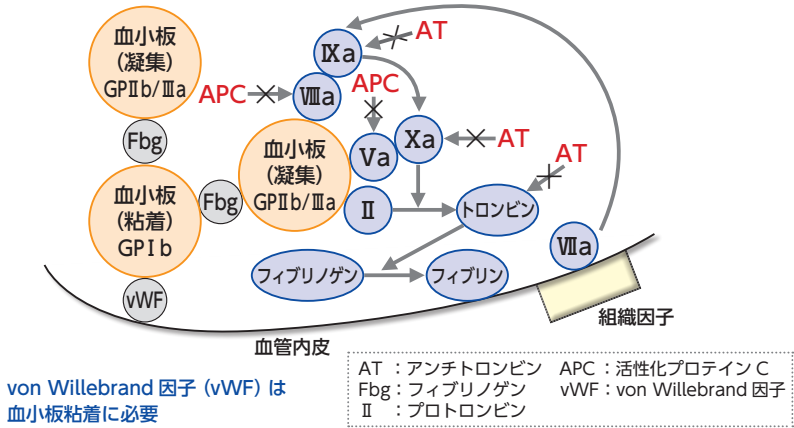 血小板
(凝集)
GPⅡb/Ⅲa
Fbg
血小板
(粘着)
GPⅠb
vWF
Fbg
血小板
(凝集)
GPⅡb/Ⅲa
APC
Ⅷa
Ⅸa
AT
APC
Ⅴa
Ⅹa
AT
AT
Ⅱ
トロンビン
フィブリノゲン
フィブリン
Ⅶa
組織因子
血管内皮
von Willebrand 因子(vWF)は
血小板粘着に必要
AT :アンチトロンビン APC:活性化プロテイン C
Fbg:フィブリノゲン vWF:von Willebrand 因子
Ⅱ :プロトロンビン